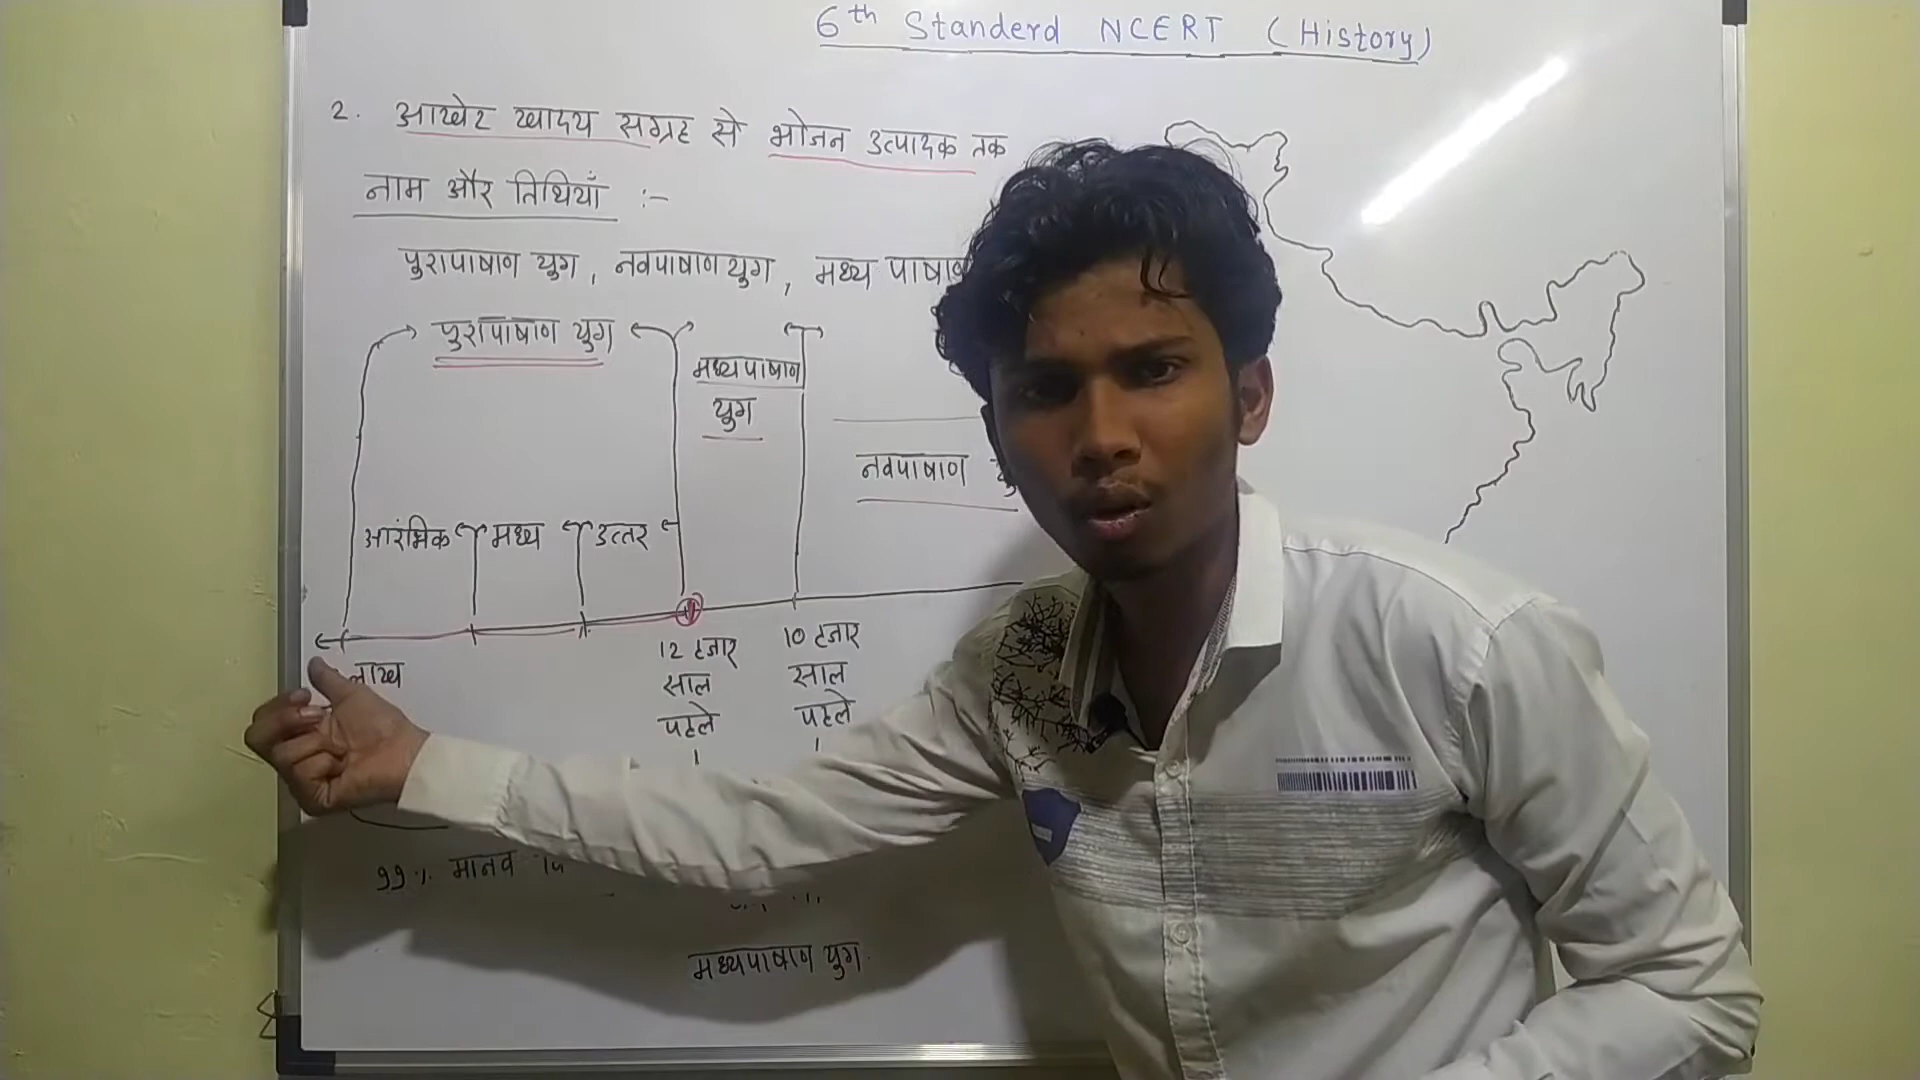 6th Standerd NCERT (History)
2. आखेट खादय सग्रह से भोजन उत्पादक तक
नाम और तिथियाँ :-
पुरापाषाण युग, नवपाषाण युग, मध्य
पुरापाषाण युग
मध्यपाषाण
युग
नवपाषाण
आरंभिक मध्य उत्तर
लाख
12 हजार
साल
पहले
10 हजार
साल
पहले
99% मानव
मध्यपाषाण युग